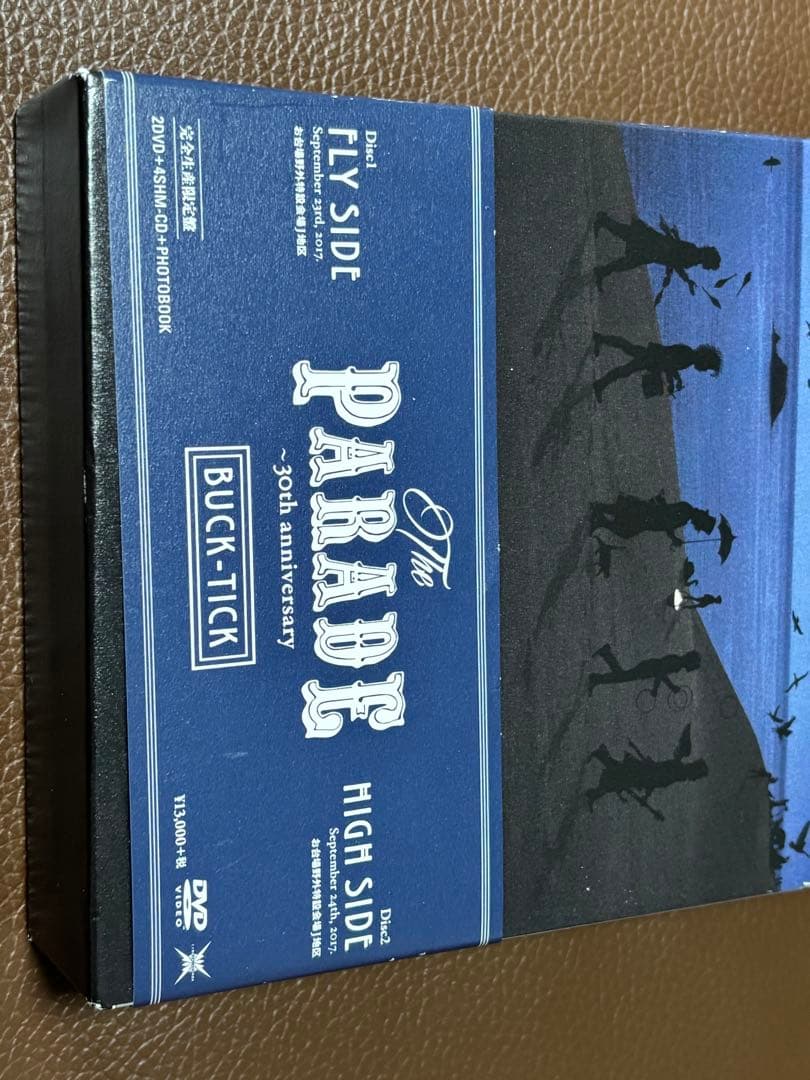 Disc1
FLY SIDE
September 23rd, 2017.
お台場野外特設会場J地区
完全生産限定盤
2DVD+4SHM-CD+PHOTOBOOK
The
PARADE
~30th anniversary
BUCK-TICK
Disc2
HIGH SIDE
September 24th, 2017.
お台場野外特設会場J地区
¥13,000+税
DVD
VIDEO